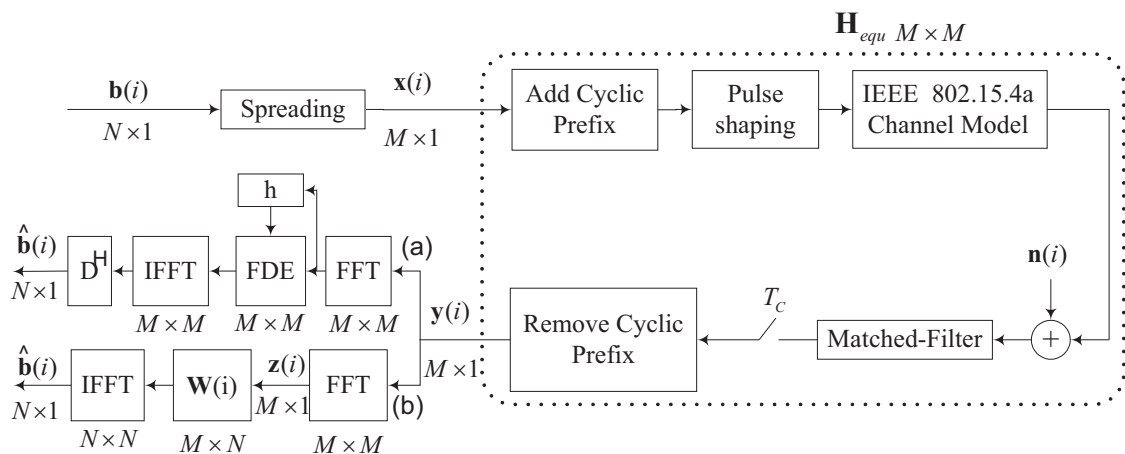 H_equ M × M
b(i)
N × 1
Spreading
x(i)
M × 1
Add Cyclic
Prefix
Pulse
shaping
IEEE 802.15.4a
Channel Model
h
b̂(i)
N × 1
D^H
IFFT
M × M
FDE
M × M
FFT
M × M
(a)
y(i)
M × 1
Remove Cyclic
Prefix
T_C
Matched-Filter
n(i)
+
b̂(i)
N × 1
IFFT
N × N
W(i)
M × N
z(i)
M × 1
FFT
M × M
(b)